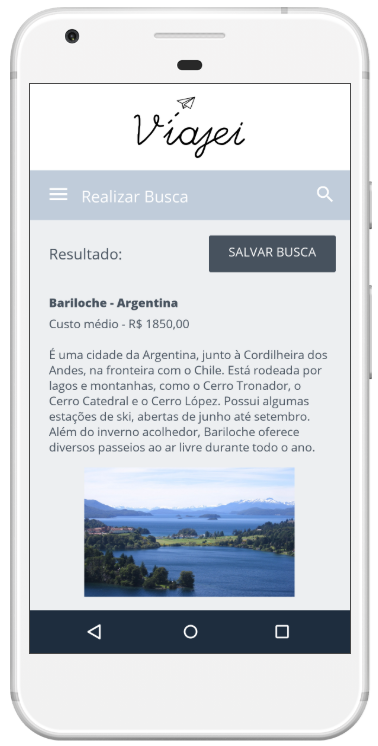 Viajei
Realizar Busca
Resultado:
SALVAR BUSCA
Bariloche - Argentina
Custo médio - R$ 1850,00
É uma cidade da Argentina, junto à Cordilheira dos
Andes, na fronteira com o Chile. Está rodeada por
lagos e montanhas, como o Cerro Tronador, o
Cerro Catedral e o Cerro López. Possui algumas
estações de ski, abertas de junho até setembro.
Além do inverno acolhedor, Bariloche oferece
diversos passeios ao ar livre durante todo o ano.